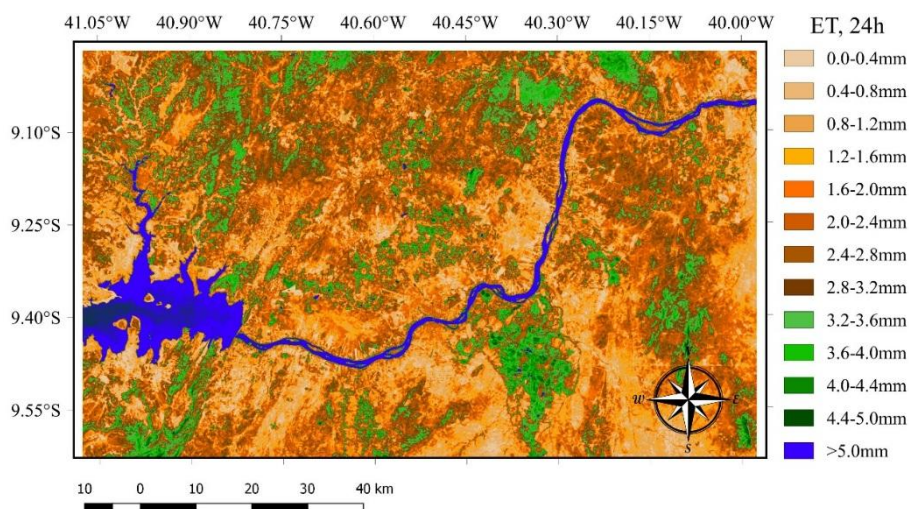 41.05°W 40.90°W 40.75°W 40.60°W 40.45°W 40.30°W 40.15°W 40.00°W
ET, 24h
0.0-0.4mm
0.4-0.8mm
0.8-1.2mm
1.2-1.6mm
1.6-2.0mm
2.0-2.4mm
2.4-2.8mm
2.8-3.2mm
3.2-3.6mm
3.6-4.0mm
4.0-4.4mm
4.4-5.0mm
>5.0mm
9.10°S
9.25°S
9.40°S
9.55°S
W E
S
10 0 10 20 30 40 km